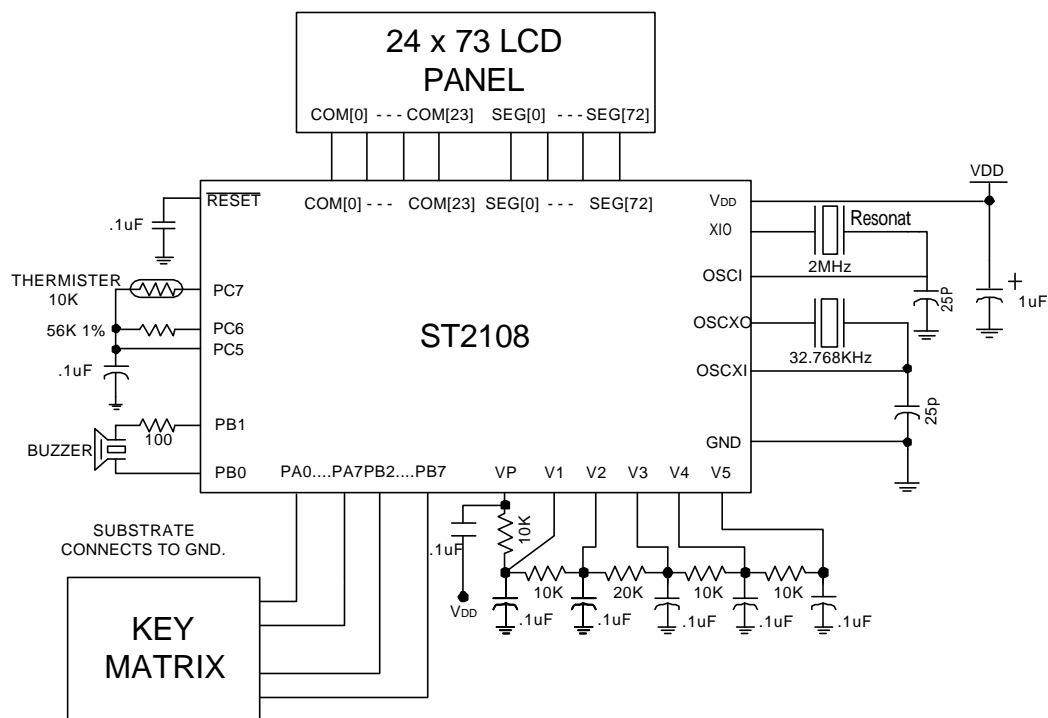 24 x 73 LCD
PANEL
COM[0] - - - COM[23] SEG[0] - - - SEG[72]
RESET
COM[0] - - - COM[23] SEG[0] - - - SEG[72]
VDD
VDD
XIO
Resonat
2MHz
OSCI
25P
1uF
+
.1uF
THERMISTER
10K
PC7
56K 1%
PC6
PC5
.1uF
ST2108
OSCXO
32.768KHz
OSCXI
25p
GND
BUZZER
100
PB1
PB0
PA0....PA7PB2....PB7
VP V1 V2 V3 V4 V5
SUBSTRATE
CONNECTS TO GND.
.1uF
10K
VDD
10K 20K 10K 10K
.1uF .1uF .1uF .1uF .1uF
KEY
MATRIX